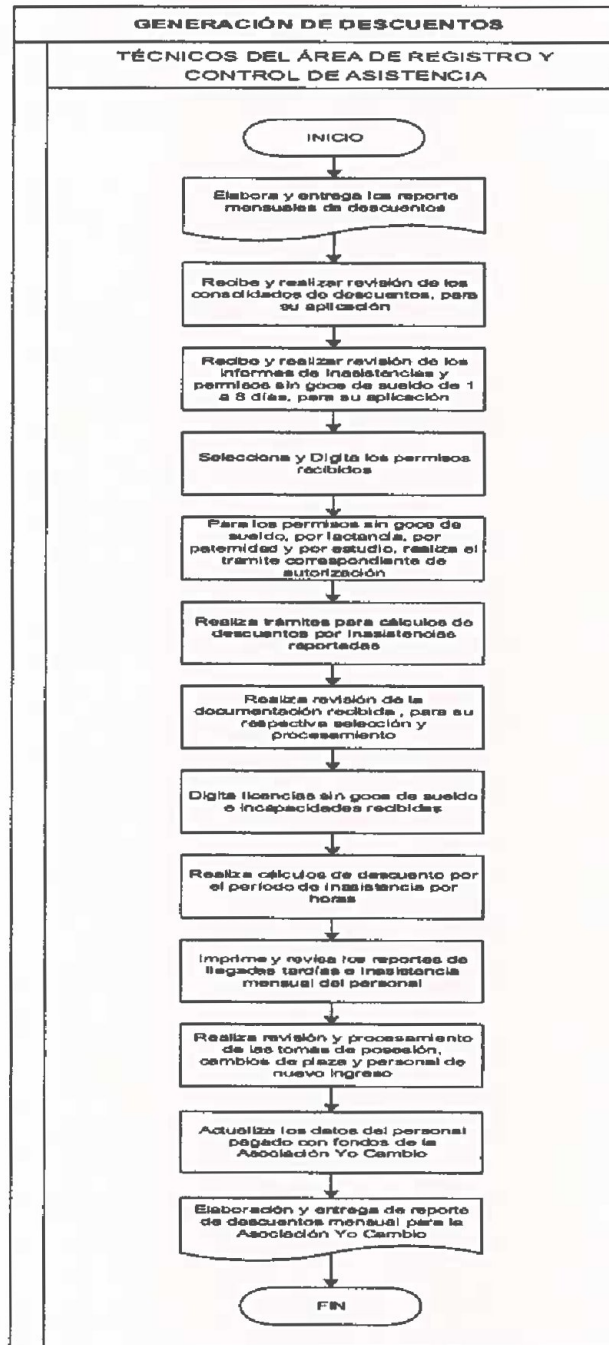 GENERACIÓN DE DESCUENTOS
TÉCNICOS DEL ÁREA DE REGISTRO Y
CONTROL DE ASISTENCIA
INICIO
Elabora y entrega los reporte
mensuales de descuentos
Recibe y realizar revisión de los
consolidados de descuentos, para
su aplicación
Recibe y realizar revisión de los
informes de inasistencias y
permisos sin goce de sueldo de 1
a 8 días, para su aplicación
Selecciona y Digita los permisos
recibidos
Para los permisos sin goce de
sueldo, por lactancia, por
paternidad y por estudio, realiza el
trámite correspondiente de
autorización
Realiza trámites para cálculos de
descuentos por inasistencias
reportadas
Realiza revisión de la
documentación recibida , para su
respectiva selección y
procesamiento
Digita licencias sin goce de sueldo
e incapacidades recibidas
Realiza cálculos de descuento por
el período de inasistencia por
horas
Imprime y revisa los reportes de
llegadas tardías e inasistencia
mensual del personal
Realiza revisión y procesamiento
de las tomas de posesión,
cambios de plaza y personal de
nuevo ingreso
Actualiza los datos del personal
pagado con fondos de la
Asociación Yo Cambio
Elaboración y entrega de reporte
de descuentos mensual para la
Asociación Yo Cambio
FIN